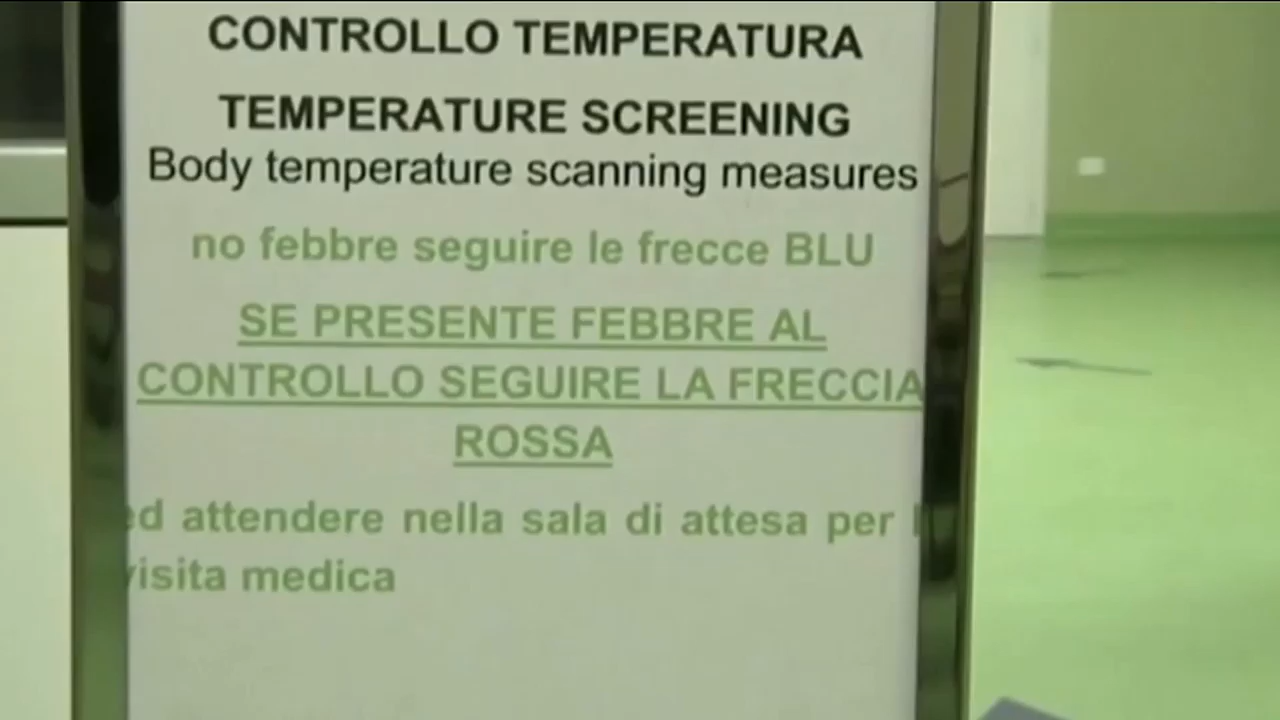 CONTROLLO TEMPERATURA
TEMPERATURE SCREENING
Body temperature scanning measures
no febbre seguire le frecce BLU
SE PRESENTE FEBBRE AL
CONTROLLO SEGUIRE LA FRECCIA
ROSSA
ed attendere nella sala di attesa per
visita medica